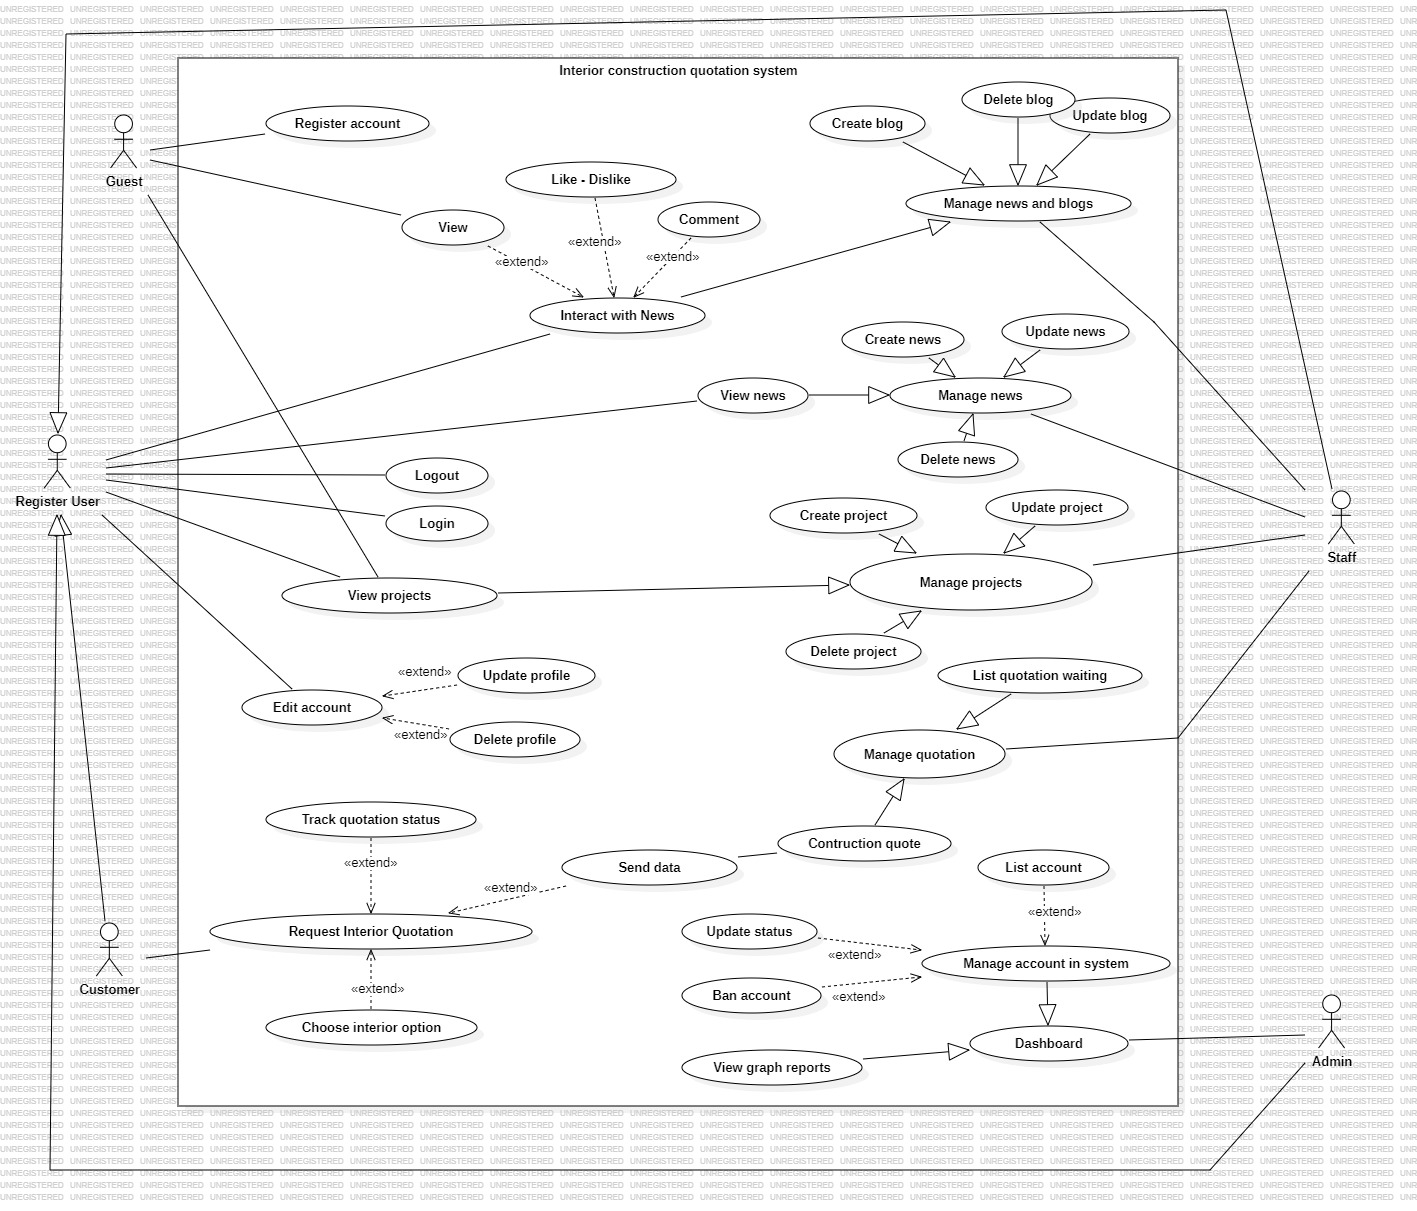 Interior construction quotation system
Delete blog
Update blog
Create blog
Register account
Guest
Like - Dislike
Manage news and blogs
Comment
View
«extend»
«extend»
«extend»
Interact with News
Update news
Create news
View news
Manage news
Delete news
Logout
Register User
Login
Create project
Update project
Staff
Manage projects
View projects
Delete project
«extend»
Update profile
List quotation waiting
Edit account
«extend»
Delete profile
Manage quotation
Track quotation status
Contruction quote
«extend»
Send data
List account
«extend»
«extend»
Request Interior Quotation
Update status
«extend»
Manage account in system
Customer
«extend»
Ban account
«extend»
Choose interior option
Dashboard
View graph reports
Admin
UNREGISTERED